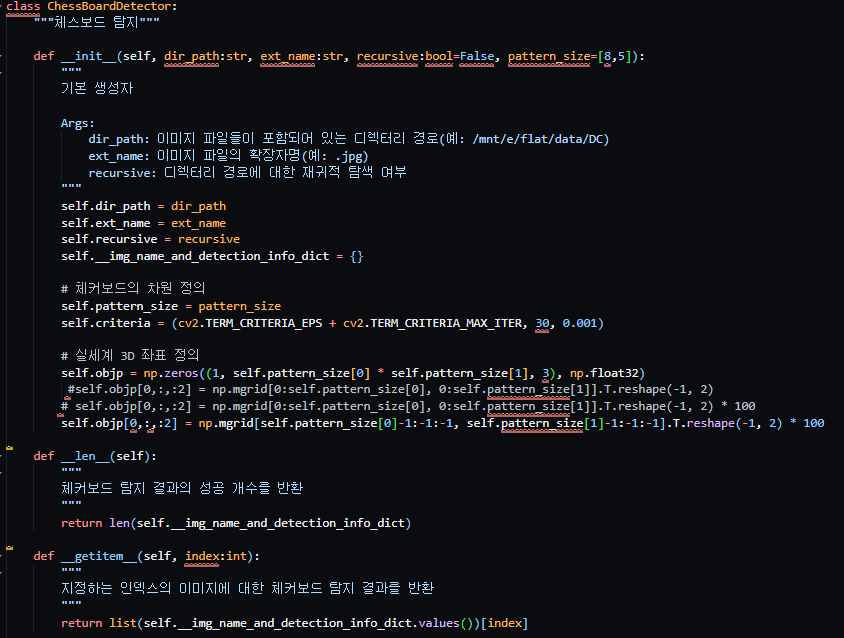 class ChessBoardDetector:
    """체스보드 탐지"""
    def __init__(self, dir_path:str, ext_name:str, recursive:bool=False, pattern_size=[8,5]):
        """
        기본 생성자
        Args:
            dir_path: 이미지 파일들이 포함되어 있는 디렉터리 경로(예: /mnt/e/flat/data/DC)
            ext_name: 이미지 파일의 확장자명(예: .jpg)
            recursive: 디렉터리 경로에 대한 재귀적 탐색 여부
        """
        self.dir_path = dir_path
        self.ext_name = ext_name
        self.recursive = recursive
        self.__img_name_and_detection_info_dict = {}
        # 체커보드의 차원 정의
        self.pattern_size = pattern_size
        self.criteria = (cv2.TERM_CRITERIA_EPS + cv2.TERM_CRITERIA_MAX_ITER, 30, 0.001)
        # 실세계 3D 좌표 정의
        self.objp = np.zeros((1, self.pattern_size[0] * self.pattern_size[1], 3), np.float32)
         #self.objp[0,:,:2] = np.mgrid[0:self.pattern_size[0], 0:self.pattern_size[1]].T.reshape(-1, 2)
        # self.objp[0,:,:2] = np.mgrid[0:self.pattern_size[0], 0:self.pattern_size[1]].T.reshape(-1, 2) * 100
        self.objp[0,:,:2] = np.mgrid[self.pattern_size[0]-1:-1:-1, self.pattern_size[1]-1:-1:-1].T.reshape(-1, 2) * 100
    def __len__(self):
        """
        체커보드 탐지 결과의 성공 개수를 반환
        """
        return len(self.__img_name_and_detection_info_dict)
    def __getitem__(self, index:int):
        """
        지정하는 인덱스의 이미지에 대한 체커보드 탐지 결과를 반환
        """
        return list(self.__img_name_and_detection_info_dict.values())[index]